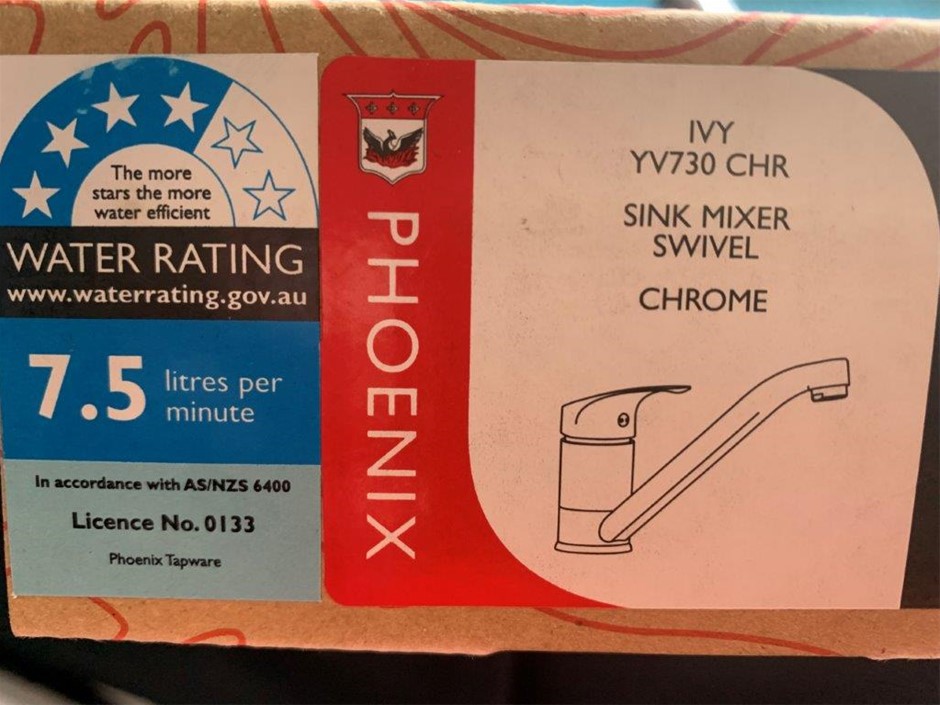 The more
stars the more
water efficient
WATER RATING
www.waterrating.gov.au
7.5 litres per
minute
In accordance with AS/NZS 6400
Licence No. 0133
Phoenix Tapware
PHOENIX
IVY
YV730 CHR
SINK MIXER
SWIVEL
CHROME